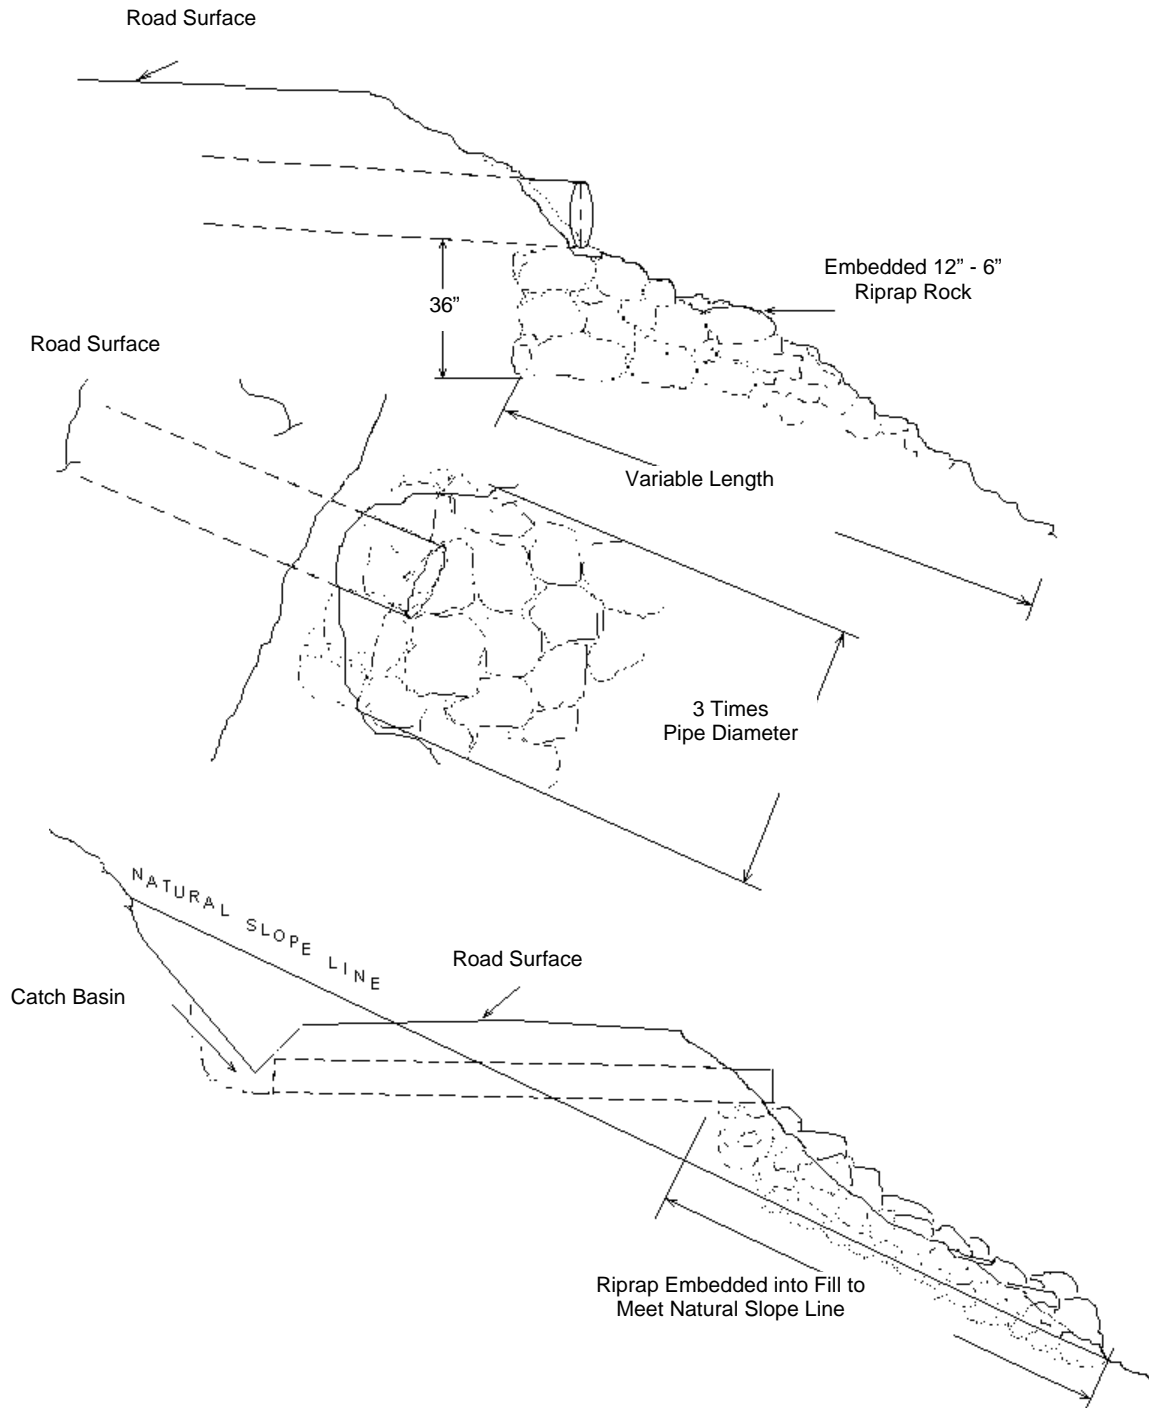 Road Surface
Embedded 12” - 6”
Riprap Rock
36”
Road Surface
Variable Length
3 Times
Pipe Diameter
NATURAL SLOPE LINE
Road Surface
Catch Basin
Riprap Embedded into Fill to
Meet Natural Slope Line